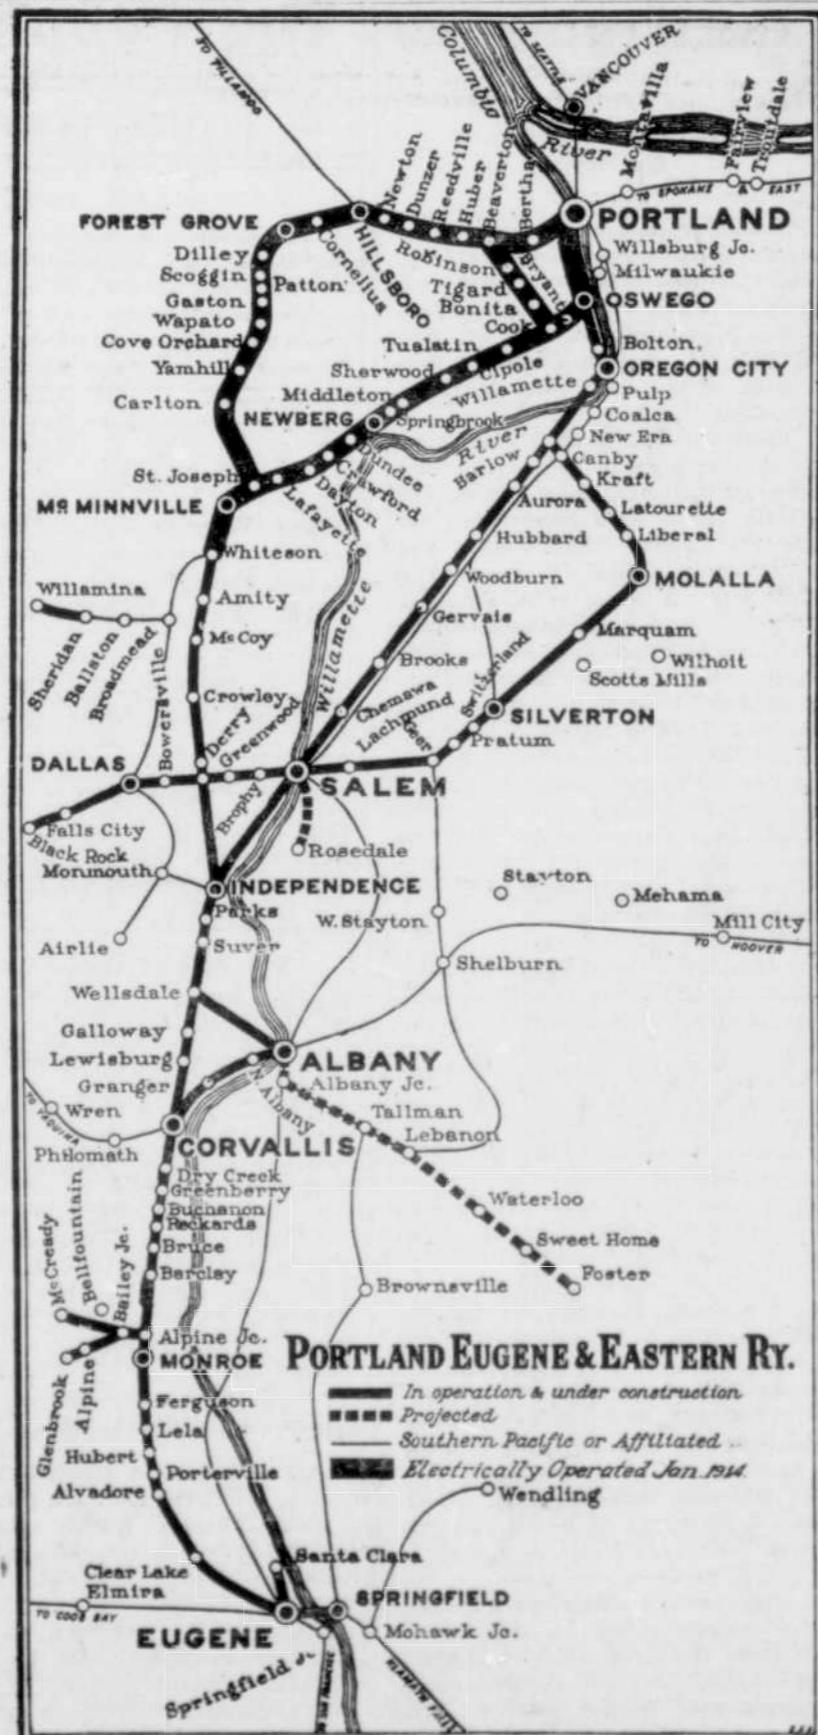 TO TILLAMOOK
Columbia
River
TO SEATTLE
VANCOUVER
Montavilla
Fairview
Troutdale
TO SPOKANE & EAST
FOREST GROVE
Cornelius
HILLSBORO
Newton
Dunzer
Reedville
Huber
Beaverton
Bertha
PORTLAND
Willsburg Jc.
Milwaukie
Dilley
Scoggin
Patton
Gaston
Wapato
Cove Orchard
Yamhill
Carlton
Robinson
Tigard
Bonita
Bryant
Cook
OSWEGO
Tualatin
Cipole
Sherwood
Middleton
NEWBERG
Springbrook
Bolton.
OREGON CITY
Willamette
Pulp
Coalca
New Era
River
Barlow
Canby
Kraft
Aurora
Latourette
Liberal
St. Joseph
Dundee
Crawford
Dayton
Lafayette
Mc MINNVILLE
Whiteson
Hubbard
Woodburn
MOLALLA
Willamina
Sheridan
Ballston
Broadmead
Amity
McCoy
Willamette
Gervais
Brooks
Marquam
Wilhoit
Scotts Mills
Bowersville
Crowley
Derry
Greenwood
Chemawa
Lachmund
Geer
Switzerland
SILVERTON
Pratum
DALLAS
SALEM
Brophy
Falls City
Black Rock
Rosedale
Monmouth
INDEPENDENCE
Stayton
Mehama
Parks
W. Stayton
Mill City
TO HOOVER
Airlie
Suver
Shelburn
Wellsdale
Galloway
Lewisburg
ALBANY
Granger
N. Albany
Albany Jc.
TO YAQUINA
Wren
Tallman
Lebanon
Philomath
CORVALLIS
Dry Creek
Greenberry
Buchanon
Reckards
Bruce
Barclay
Waterloo
Sweet Home
Foster
Brownsville
McCready
Bellfountain
Bailey Jc.
Alpine Jc.
MONROE
Glenbrook
Alpine
PORTLAND EUGENE & EASTERN RY.
In operation & under construction
Projected
Southern Pacific or Affiliated
Electrically Operated Jan. 1914.
Ferguson
Lela
Hubert
Porterville
Alvadore
Wendling
Santa Clara
Clear Lake
Elmira
TO COOS BAY
EUGENE
SPRINGFIELD
Mohawk Jc.
Springfield Jc.
KLAMATH FALLS